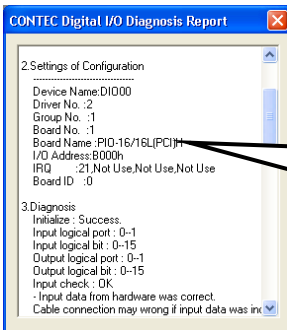 CONTEC Digital I/O Diagnosis Report
2.Settings of Configuration
--------------------------------
Device Name:DIO00
Driver No. :2
Group No. :1
Board No. :1
Board Name :PIO-16/16L(PCI)H
I/O Address:B000h
IRQ :21,Not Use,Not Use,Not Use
Board ID :0
3.Diagnosis
Initialize : Success.
Input logical port : 0--1
Input logical bit : 0--15
Output logical port : 0--1
Output logical bit : 0--15
Input check : OK
- Input data from hardware was correct.
Cable connection may wrong if input data was